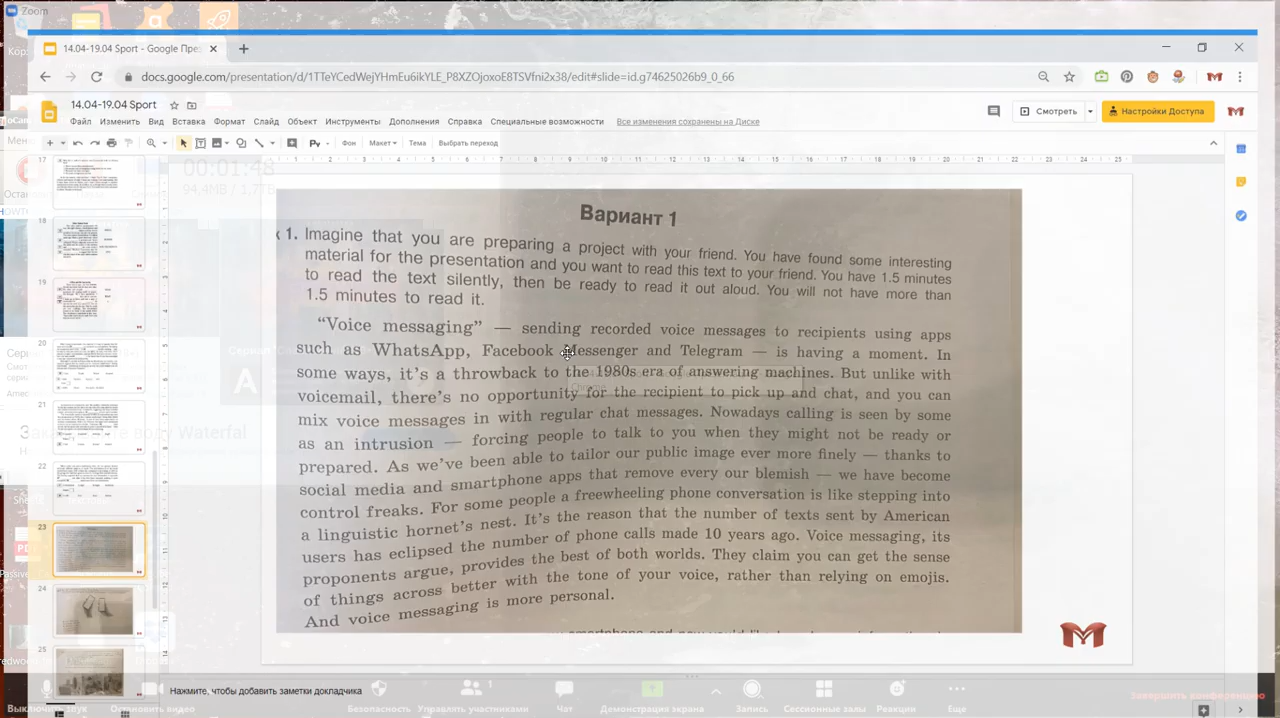 Zoom
14.04-19.04 Sport - Google Пре
docs.google.com/presentation/d/1TTeYCedWejYHmEu6ikYLE_P8XZOjoxoE8TSVfni2x38/edit#slide=id.g74625026b9_0_66
14.04-19.04 Sport
Смотреть
Настройки Доступа
Файл Изменить Вид Вставка Формат Слайд Объект Инструменты Дополнения Справка Специальные возможности Все изменения сохранены на Диске
Фон Макет Тема Выбрать переход
17
18
19
20
21
22
23
24
25
Вариант 1
1. Imagine that you are preparing a project with your friend. You have found some interesting
material for the presentation and you want to read this text to your friend. You have 1.5 minutes
to read the text silently, then be ready to read it out aloud. You will not have more than
1.5 minutes to read it.
“Voice messaging” — sending recorded voice messages to recipients using apps
such as WhatsApp, Facebook Messenger and Telegram — is having a moment. In
some ways, it’s a throwback to the 1980s era of answering machines. But unlike with
voicemail, there’s no opportunity for the recipient to pick up and chat, and you can
mingle messages in with regular chat messages. Nowadays calling is seen by some
as an intrusion — forcing people to talk to you when they might not be ready or
prepared. As we’ve been able to tailor our public image ever more finely — thanks to
social media and smartphone apps that remove every our blemish — we have become
control freaks. For some people a freewheeling phone conversation is like stepping into
a linguistic hornet’s nest. It’s the reason that the number of texts sent by American
users has eclipsed the number of phone calls made 10 years ago. Voice messaging, its
proponents argue, provides the best of both worlds. They claim you can get the sense
of things across better with the tone of your voice, rather than relying on emojis.
And voice messaging is more personal.
Нажмите, чтобы добавить заметки докладчика
Выключить звук Остановить видео Безопасность Управлять участниками Чат Демонстрация экрана Запись Сессионные залы Реакции Еще Завершить конференцию